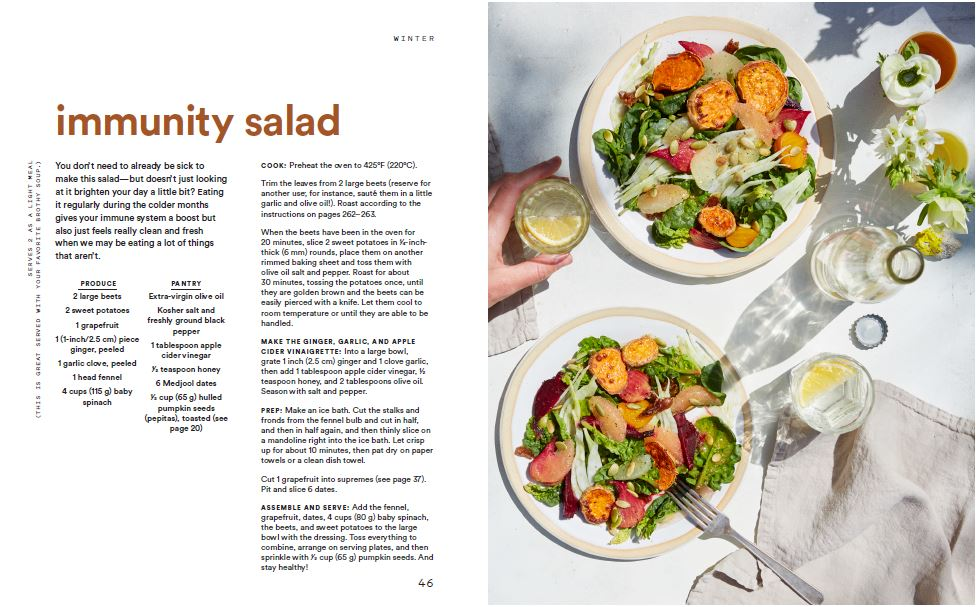 WINTER
immunity salad
SERVES 2 AS A LIGHT MEAL
(THIS IS GREAT SERVED WITH YOUR FAVORITE BROTHY SOUP.)
You don't need to already be sick to
make this salad—but doesn't just looking
at it brighten your day a little bit? Eating
it regularly during the colder months
gives your immune system a boost but
also just feels really clean and fresh
when we may be eating a lot of things
that aren't.
PRODUCE
2 large beets
2 sweet potatoes
1 grapefruit
1 (1-inch/2.5 cm) piece
ginger, peeled
1 garlic clove, peeled
1 head fennel
4 cups (115 g) baby
spinach
PANTRY
Extra-virgin olive oil
Kosher salt and
freshly ground black
pepper
1 tablespoon apple
cider vinegar
½ teaspoon honey
6 Medjool dates
½ cup (65 g) hulled
pumpkin seeds
(pepitas), toasted (see
page 20)
COOK: Preheat the oven to 425°F (220°C).
Trim the leaves from 2 large beets (reserve for
another use; for instance, sauté them in a little
garlic and olive oil!). Roast according to the
instructions on pages 262–263.
When the beets have been in the oven for
20 minutes, slice 2 sweet potatoes in ¼-inch-
thick (6 mm) rounds, place them on another
rimmed baking sheet and toss them with
olive oil salt and pepper. Roast for about
30 minutes, tossing the potatoes once, until
they are golden brown and the beets can be
easily pierced with a knife. Let them cool to
room temperature or until they are able to be
handled.
MAKE THE GINGER, GARLIC, AND APPLE
CIDER VINAIGRETTE: Into a large bowl,
grate 1 inch (2.5 cm) ginger and 1 clove garlic,
then add 1 tablespoon apple cider vinegar, ½
teaspoon honey, and 2 tablespoons olive oil.
Season with salt and pepper.
PREP: Make an ice bath. Cut the stalks and
fronds from the fennel bulb and cut in half,
and then in half again, and then thinly slice on
a mandoline right into the ice bath. Let crisp
up for about 10 minutes, then pat dry on paper
towels or a clean dish towel.
Cut 1 grapefruit into supremes (see page 37).
Pit and slice 6 dates.
ASSEMBLE AND SERVE: Add the fennel,
grapefruit, dates, 4 cups (80 g) baby spinach,
the beets, and sweet potatoes to the large
bowl with the dressing. Toss everything to
combine, arrange on serving plates, and then
sprinkle with ½ cup (65 g) pumpkin seeds. And
stay healthy!
46